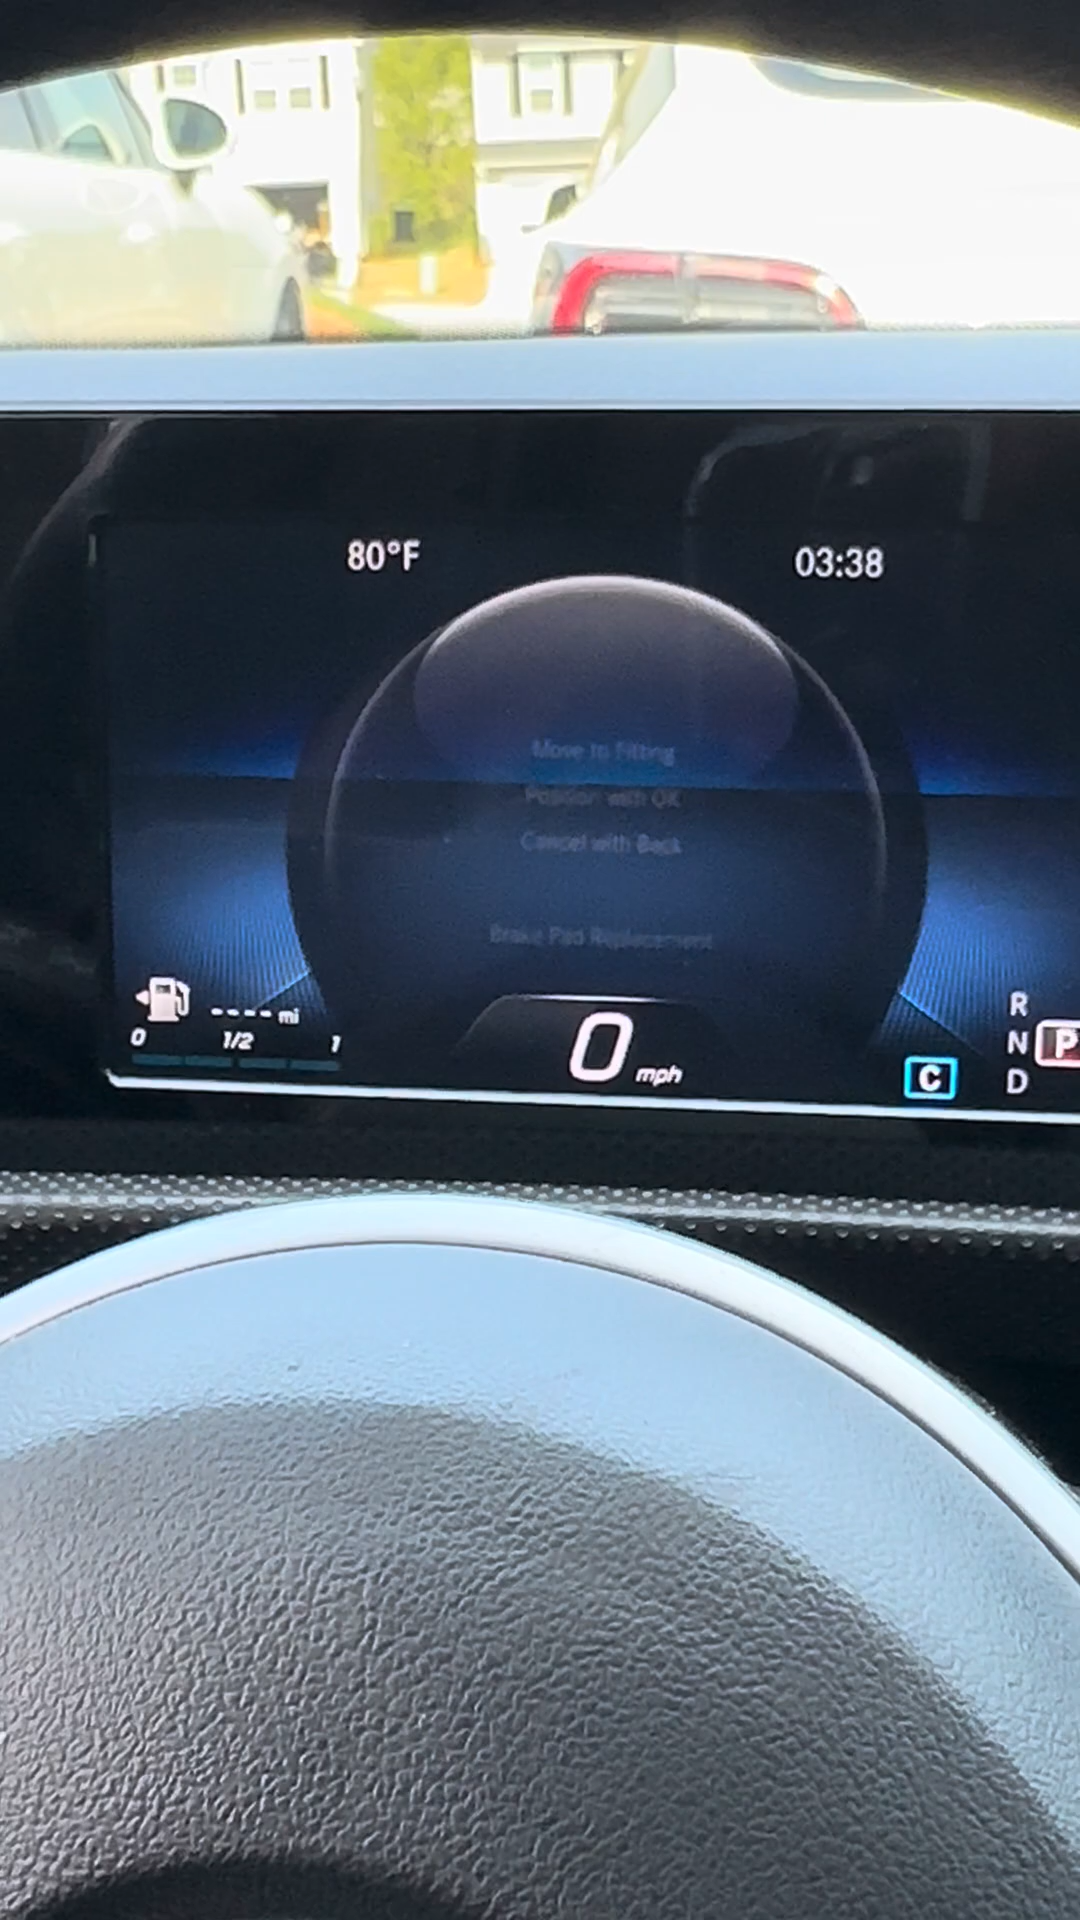 80°F
03:38
Move to Fitting
Position with OK
Cancel with Back
Brake Pad Replacement
---- mi
0 1/2 1
0 mph
C
R
N P
D